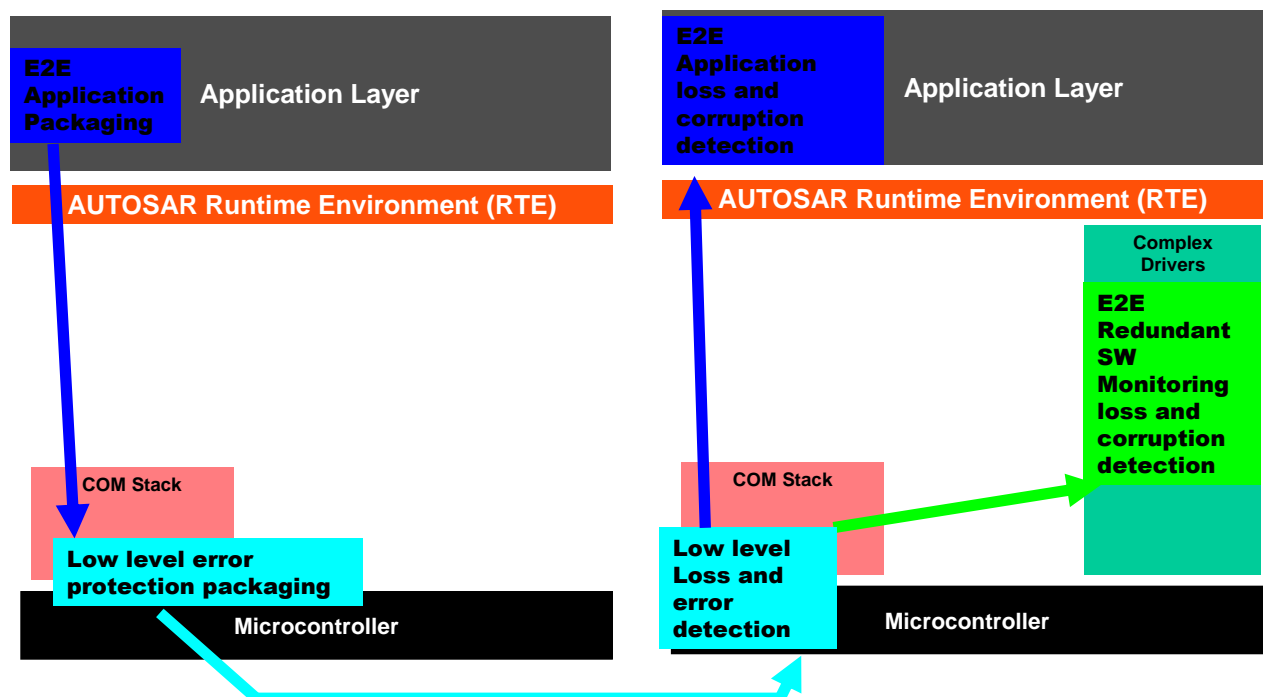 E2E
Application
Packaging
Application Layer
AUTOSAR Runtime Environment (RTE)
COM Stack
Low level error
protection packaging
Microcontroller
E2E
Application
loss and
corruption
detection
Application Layer
AUTOSAR Runtime Environment (RTE)
Complex
Drivers
E2E
Redundant
SW
Monitoring
loss and
corruption
detection
COM Stack
Low level
Loss and
error
detection
Microcontroller